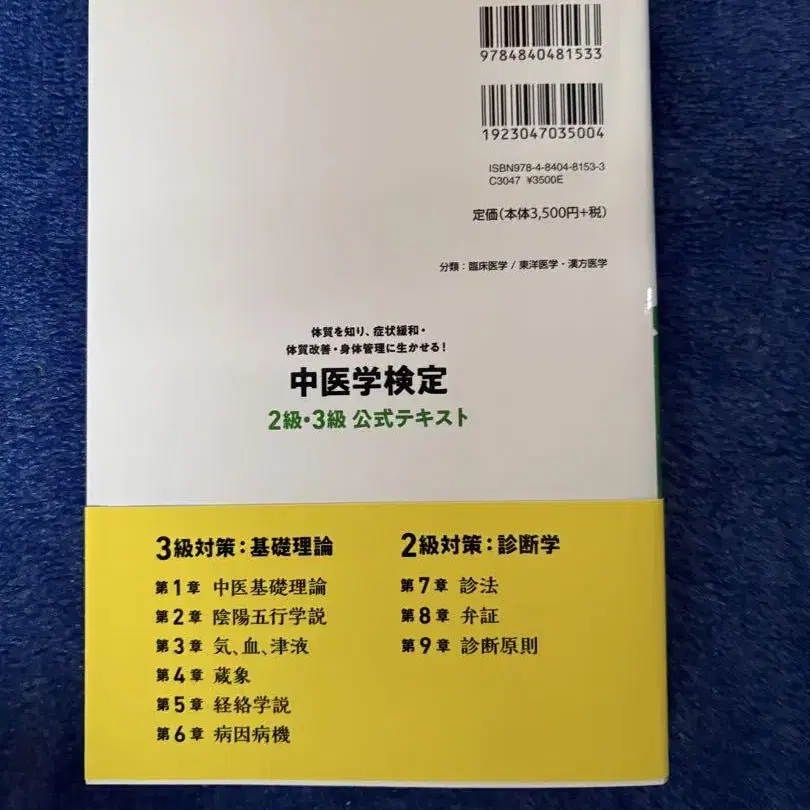 9784840481533
1923047035004
ISBN978-4-8404-8153-3
C3047 ¥3500E
定価(本体3,500円+税)
分類:臨床医学 / 東洋医学・漢方医学
体質を知り、症状緩和・
体質改善・身体管理に生かせる!
中医学検定
2級・3級 公式テキスト
3級対策:基礎理論
第1章 中医基礎理論
第2章 陰陽五行学説
第3章 気、血、津液
第4章 蔵象
第5章 経絡学説
第6章 病因病機
2級対策:診断学
第7章 診法
第8章 弁証
第9章 診断原則